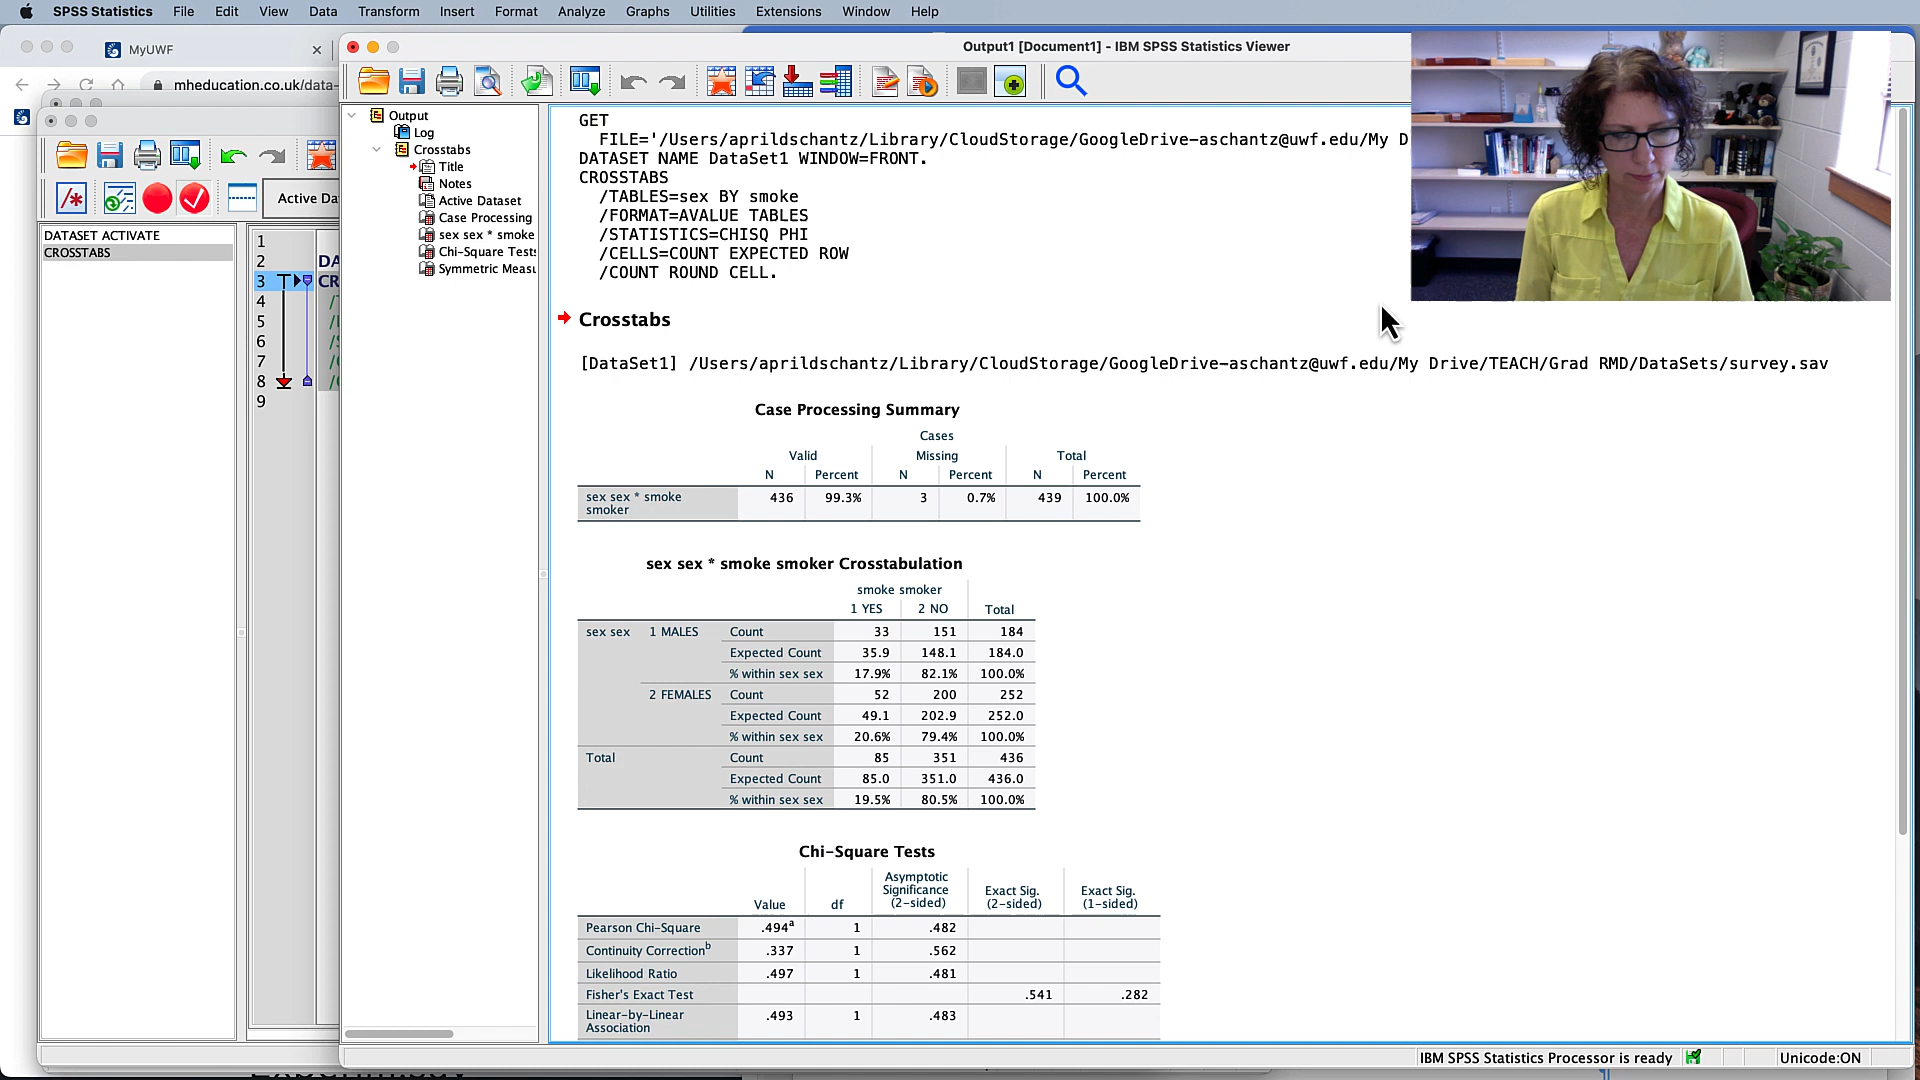 SPSS Statistics File Edit View Data Transform Insert Format Analyze Graphs Utilities Extensions Window Help
MyUWF
Output1 [Document1] - IBM SPSS Statistics Viewer
mheducation.co.uk/data-
Active Da
DATASET ACTIVATE
CROSSTABS
1
2 DA
3 CR
4
5
6
7
8
9
Output
Log
Crosstabs
Title
Notes
Active Dataset
Case Processing
sex sex * smoke
Chi-Square Tests
Symmetric Measu
GET
FILE='/Users/aprildschantz/Library/CloudStorage/GoogleDrive-aschantz@uwf.edu/My D
DATASET NAME DataSet1 WINDOW=FRONT.
CROSSTABS
/TABLES=sex BY smoke
/FORMAT=AVALUE TABLES
/STATISTICS=CHISQ PHI
/CELLS=COUNT EXPECTED ROW
/COUNT ROUND CELL.
Crosstabs
[DataSet1] /Users/aprildschantz/Library/CloudStorage/GoogleDrive-aschantz@uwf.edu/My Drive/TEACH/Grad RMD/DataSets/survey.sav
Case Processing Summary
Cases
Valid Missing Total
N Percent N Percent N Percent
sex sex * smoke smoker 436 99.3% 3 0.7% 439 100.0%
sex sex * smoke smoker Crosstabulation
smoke smoker
1 YES 2 NO Total
sex sex 1 MALES Count 33 151 184
Expected Count 35.9 148.1 184.0
% within sex sex 17.9% 82.1% 100.0%
2 FEMALES Count 52 200 252
Expected Count 49.1 202.9 252.0
% within sex sex 20.6% 79.4% 100.0%
Total Count 85 351 436
Expected Count 85.0 351.0 436.0
% within sex sex 19.5% 80.5% 100.0%
Chi-Square Tests
Value df Asymptotic Significance (2-sided) Exact Sig. (2-sided) Exact Sig. (1-sided)
Pearson Chi-Square .494a 1 .482
Continuity Correctionb .337 1 .562
Likelihood Ratio .497 1 .481
Fisher's Exact Test .541 .282
Linear-by-Linear Association .493 1 .483
IBM SPSS Statistics Processor is ready Unicode:ON